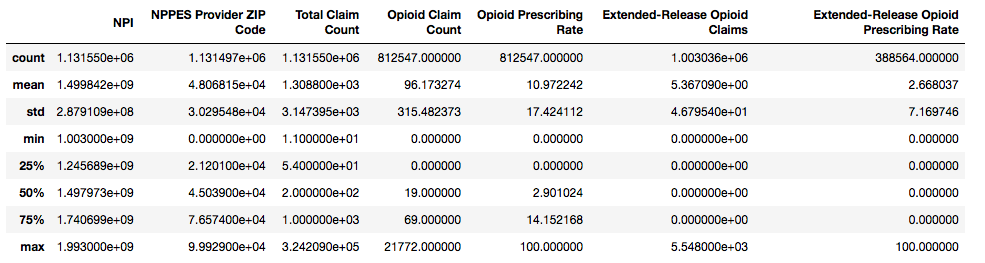 NPI NPPES Provider ZIP Code Total Claim Count Opioid Claim Count Opioid Prescribing Rate Extended-Release Opioid Claims Extended-Release Opioid Prescribing Rate
count 1.131550e+06 1.131497e+06 1.131550e+06 812547.000000 812547.000000 1.003036e+06 388564.000000
mean 1.499842e+09 4.806815e+04 1.308800e+03 96.173274 10.972242 5.367090e+00 2.668037
std 2.879109e+08 3.029548e+04 3.147395e+03 315.482373 17.424112 4.679540e+01 7.169746
min 1.003000e+09 0.000000e+00 1.100000e+01 0.000000 0.000000 0.000000e+00 0.000000
25% 1.245689e+09 2.120100e+04 5.400000e+01 0.000000 0.000000 0.000000e+00 0.000000
50% 1.497973e+09 4.503900e+04 2.000000e+02 19.000000 2.901024 0.000000e+00 0.000000
75% 1.740699e+09 7.657400e+04 1.000000e+03 69.000000 14.152168 0.000000e+00 0.000000
max 1.993000e+09 9.992900e+04 3.242090e+05 21772.000000 100.000000 5.548000e+03 100.000000